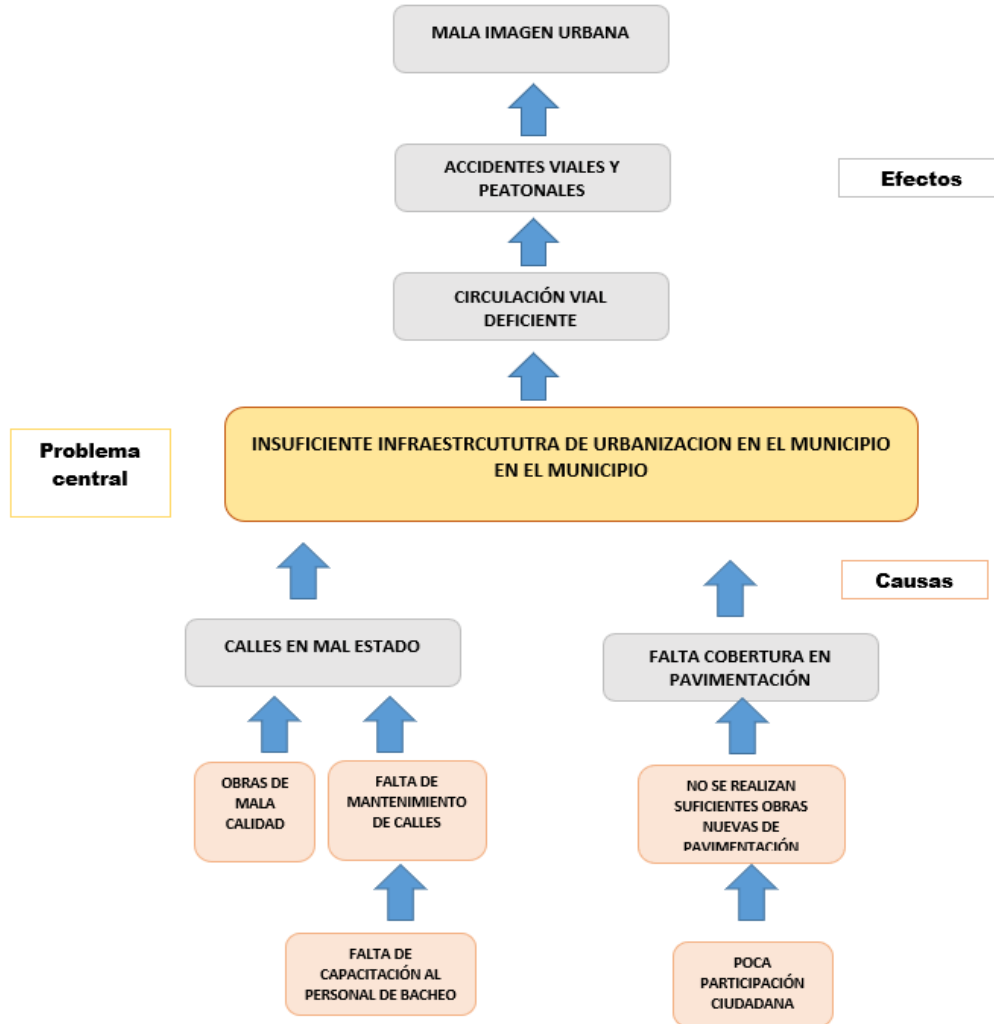 MALA IMAGEN URBANA
ACCIDENTES VIALES Y
PEATONALES
Efectos
CIRCULACIÓN VIAL
DEFICIENTE
Problema
central
INSUFICIENTE INFRAESTRCUTUTRA DE URBANIZACION EN EL MUNICIPIO
EN EL MUNICIPIO
Causas
CALLES EN MAL ESTADO
FALTA COBERTURA EN
PAVIMENTACIÓN
OBRAS DE
MALA
CALIDAD
FALTA DE
MANTENIMIENTO
DE CALLES
NO SE REALIZAN
SUFICIENTES OBRAS
NUEVAS DE
PAVIMENTACIÓN
FALTA DE
CAPACITACIÓN AL
PERSONAL DE BACHEO
POCA
PARTICIPACIÓN
CIUDADANA